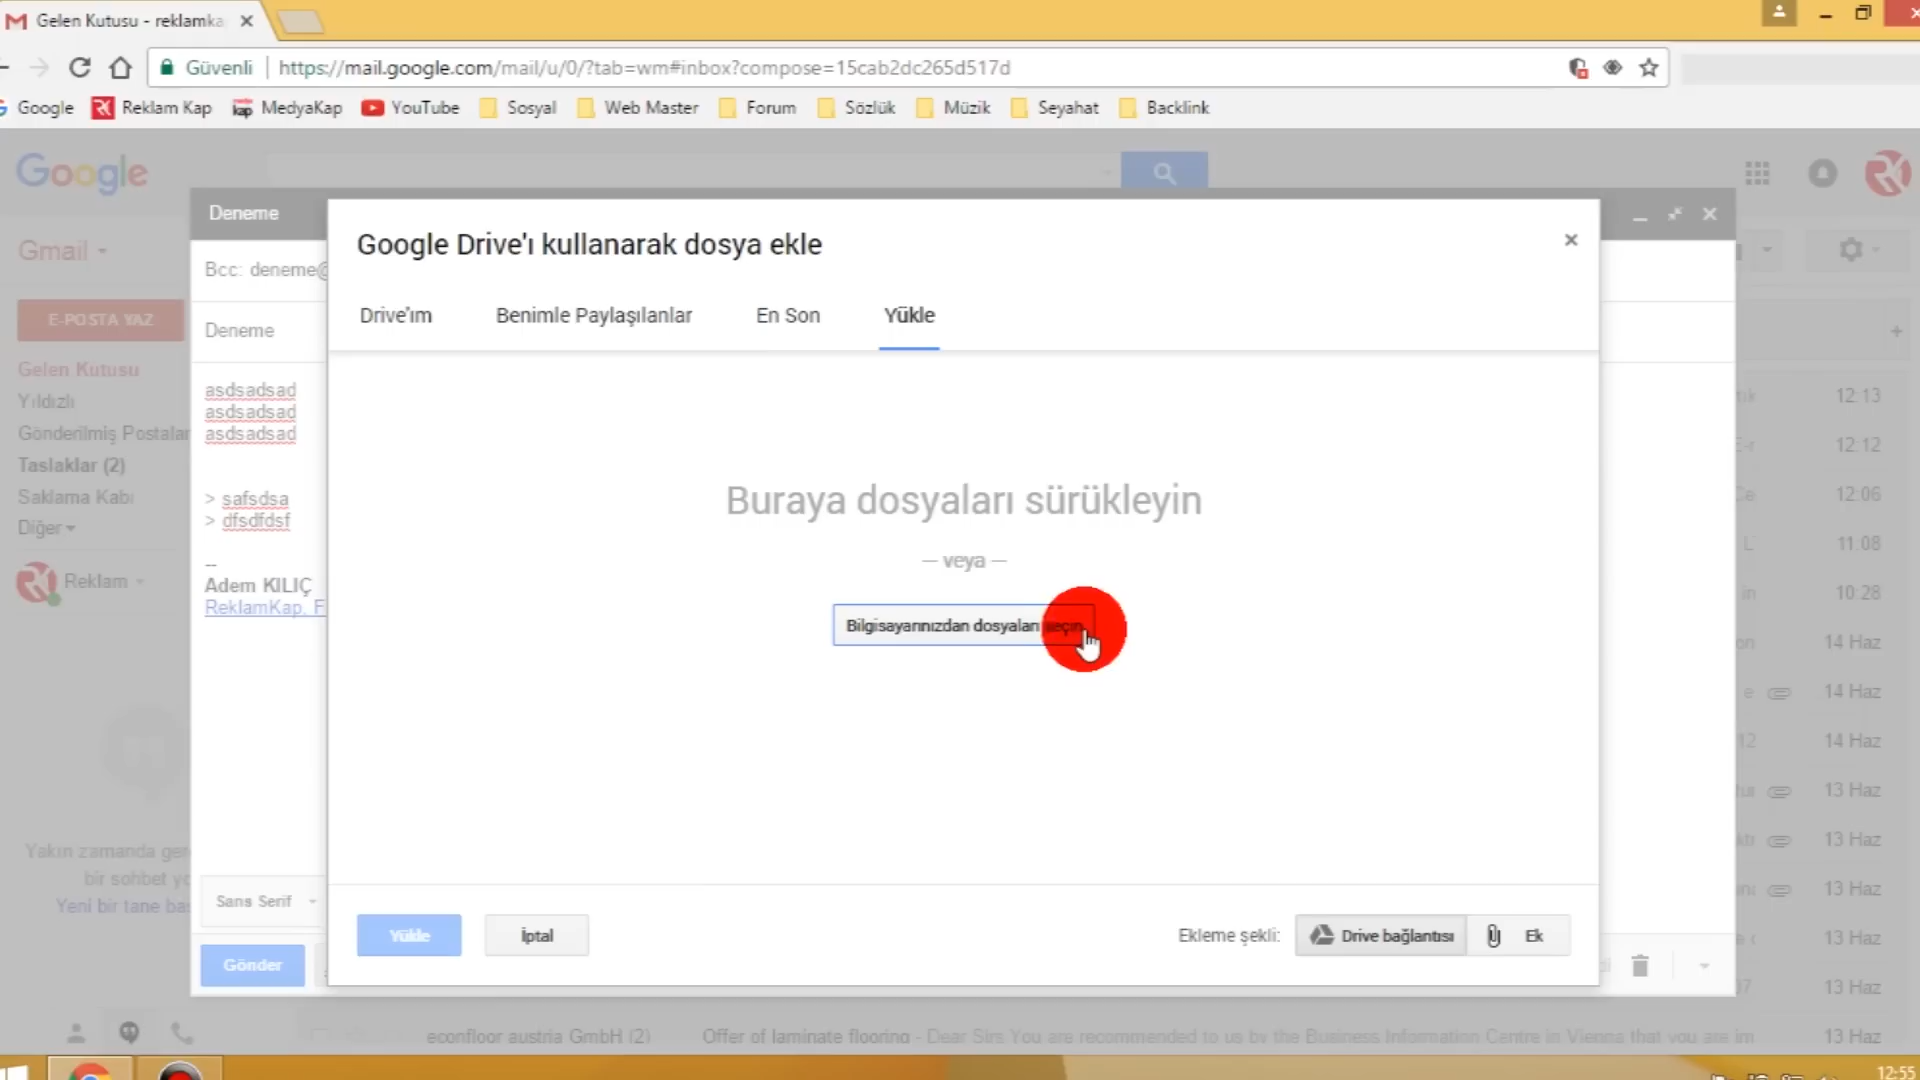 Gelen Kutusu - reklamka
Güvenli https://mail.google.com/mail/u/0/?tab=wm#inbox?compose=15cab2dc265d517d
Google Reklam Kap MedyaKap YouTube Sosyal Web Master Forum Sözlük Müzik Seyahat Backlink
Google
Deneme
Gmail
Bcc: deneme@
E-POSTA YAZ
Deneme
Gelen Kutusu
Yıldızlı
Gönderilmiş Postalar
Taslaklar (2)
Saklama Kabı
Diğer
Reklam
asdsadsad
asdsadsad
asdsadsad
> safsdsa
> dfsdfdsf
--
Adem KILIÇ
ReklamKap, F
Yakın zamanda
bir sohbet
Yeni bir tane
Sans Serif
Gönder
Google Drive'ı kullanarak dosya ekle
Drive'ım Benimle Paylaşılanlar En Son Yükle
Buraya dosyaları sürükleyin
— veya —
Bilgisayarınızdan dosyaları seçin
Yükle İptal Ekleme şekli: Drive bağlantısı Ek
12:13
12:12
12:06
11:08
10:28
14 Haz
14 Haz
14 Haz
13 Haz
13 Haz
13 Haz
13 Haz
13 Haz
econfloor austria GmbH (2) Offer of laminate flooring - Dear Sirs You are recommended to us by the Business Information Centre in Vienna that you are im 13 Haz
12:55